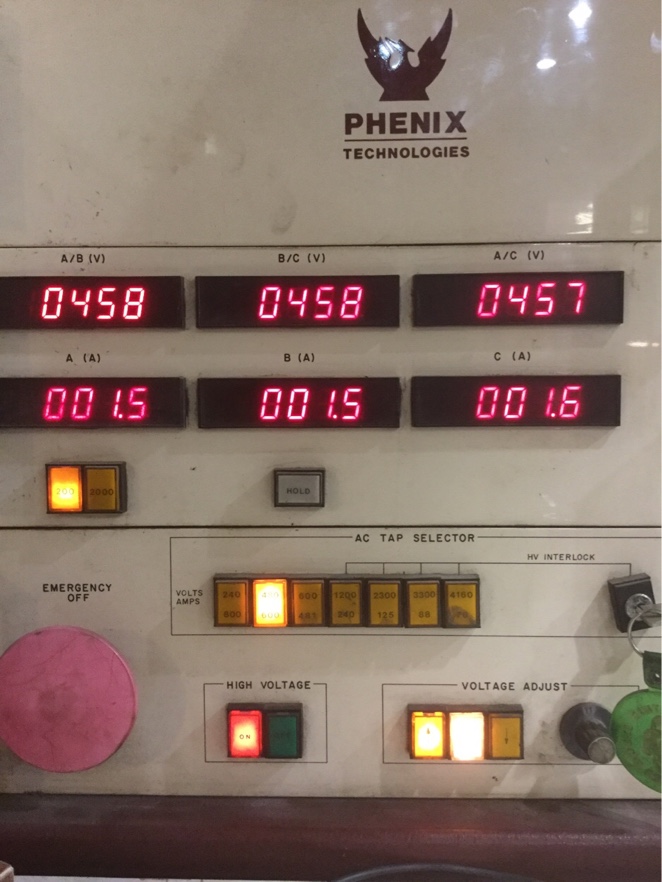 PHENIX
TECHNOLOGIES
A/B (V)
B/C (V)
A/C (V)
0458
0458
0457
A (A)
B (A)
C (A)
001.5
001.5
001.6
200
2000
HOLD
AC TAP SELECTOR
HV INTERLOCK
EMERGENCY
OFF
VOLTS
AMPS
240
600
480
600
600
1200
240
2300
125
3300
88
4160
HIGH VOLTAGE
ON
VOLTAGE ADJUST